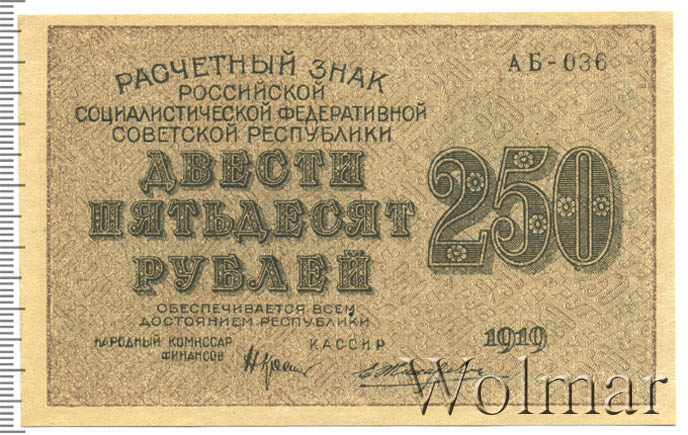 АБ-036
РАСЧЕТНЫЙ ЗНАК
РОССИЙСКОЙ
СОЦИАЛИСТИЧЕСКОЙ ФЕДЕРАТИВНОЙ
СОВЕТСКОЙ РЕСПУБЛИКИ
ДВЕСТИ
ПЯТЬДЕСЯТ
РУБЛЕЙ
250
ОБЕСПЕЧИВАЕТСЯ ВСЕМ
ДОСТОЯНИЕМ РЕСПУБЛИКИ
НАРОДНЫЙ КОМИССАР
ФИНАНСОВ
КАССИР
1919
Wolmar